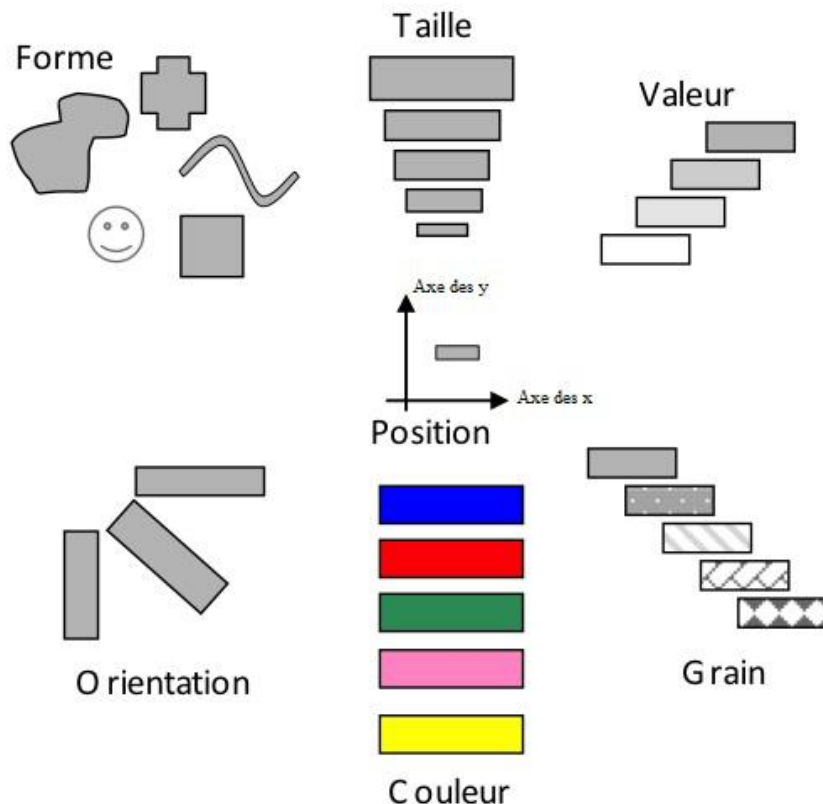 Taille
Forme
Valeur
Axe des y
Axe des x
Position
Orientation
Grain
Couleur